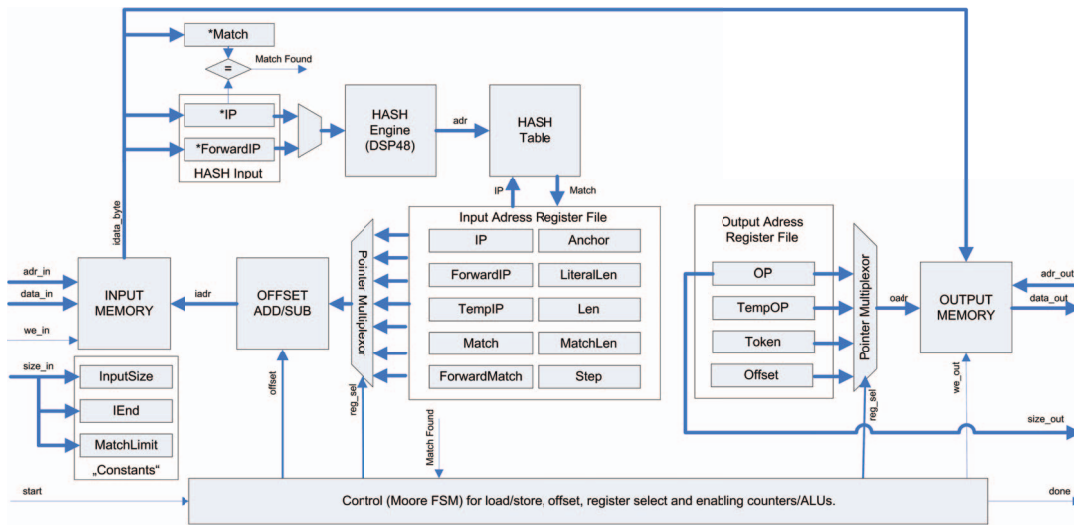 *Match
=
Match Found
*IP
*ForwardIP
HASH Input
HASH
Engine
(DSP48)
adr
HASH
Table
IP
Match
idata_byte
adr_in
data_in
we_in
size_in
INPUT
MEMORY
iadr
OFFSET
ADD/SUB
offset
Pointer Multiplexor
reg_sel
Input Adress Register File
IP
Anchor
ForwardIP
LiteralLen
TempIP
Len
Match
MatchLen
ForwardMatch
Step
Output Adress
Register File
OP
TempOP
Token
Offset
Pointer Multiplexor
reg_sel
oadr
OUTPUT
MEMORY
adr_out
data_out
we_out
size_out
InputSize
IEnd
MatchLimit
„Constants“
Match Found
start
Control (Moore FSM) for load/store, offset, register select and enabling counters/ALUs.
done